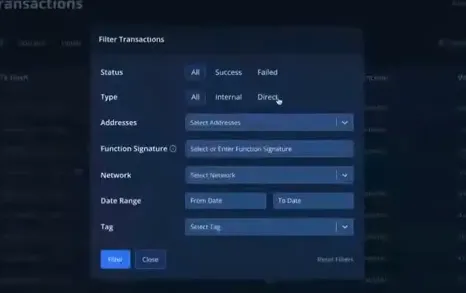 ransactions
Filter Transactions
Status All Success Failed
Type All Internal Direct
Addresses Select Addresses
Function Signature Select or Enter Function Signature
Network Select Network
Date Range From Date To Date
Tag Select Tag
Filter Close Reset Filters